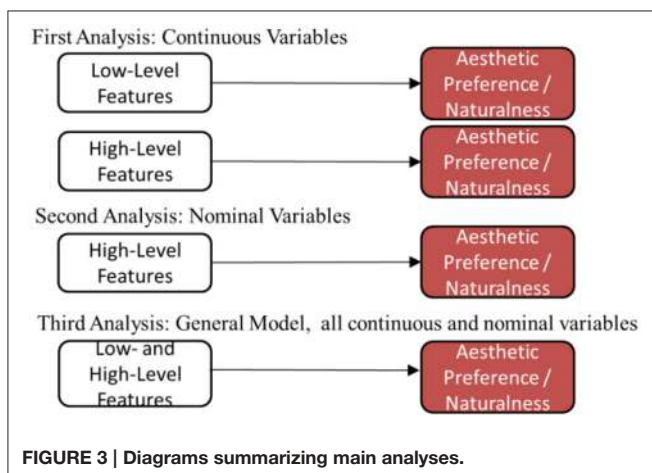 First Analysis: Continuous Variables
Low-Level
Features
Aesthetic
Preference /
Naturalness
High-Level
Features
Aesthetic
Preference /
Naturalness
Second Analysis: Nominal Variables
High-Level
Features
Aesthetic
Preference /
Naturalness
Third Analysis: General Model, all continuous and nominal variables
Low- and
High-Level
Features
Aesthetic
Preference /
Naturalness
FIGURE 3 | Diagrams summarizing main analyses.